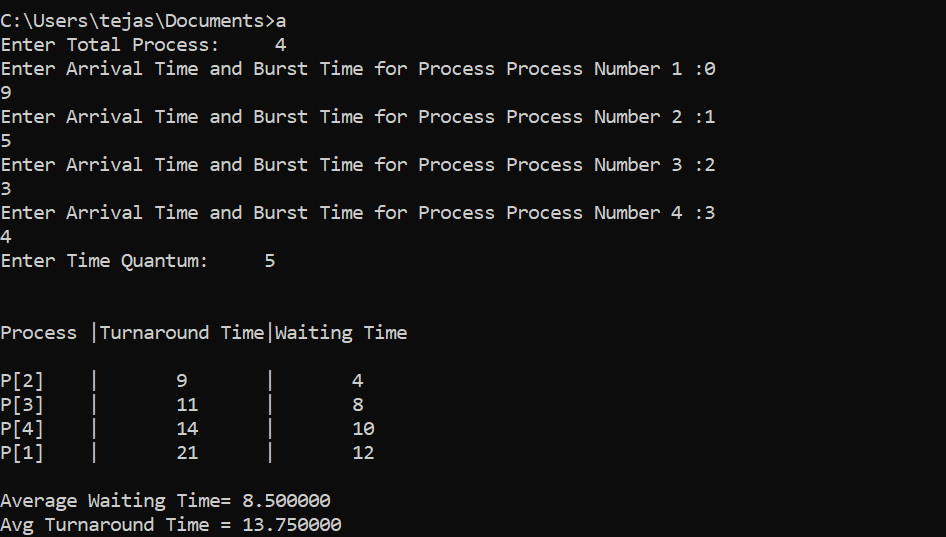 C:\Users\tejas\Documents>a
Enter Total Process:     4
Enter Arrival Time and Burst Time for Process Process Number 1 :0
9
Enter Arrival Time and Burst Time for Process Process Number 2 :1
5
Enter Arrival Time and Burst Time for Process Process Number 3 :2
3
Enter Arrival Time and Burst Time for Process Process Number 4 :3
4
Enter Time Quantum:     5
Process |Turnaround Time|Waiting Time
P[2]    |       9       |       4
P[3]    |       11      |       8
P[4]    |       14      |       10
P[1]    |       21      |       12
Average Waiting Time= 8.500000
Avg Turnaround Time = 13.750000